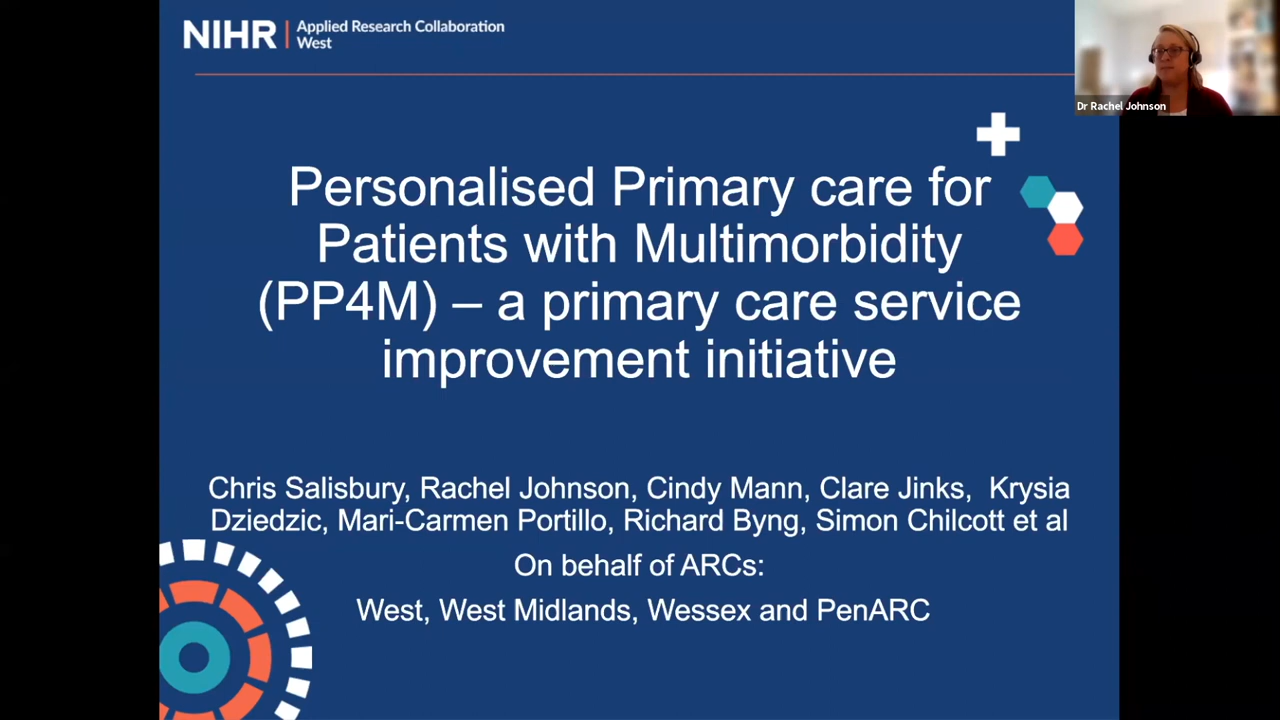 NIHR | Applied Research Collaboration
West
Dr Rachel Johnson
Personalised Primary care for
Patients with Multimorbidity
(PP4M) – a primary care service
improvement initiative
Chris Salisbury, Rachel Johnson, Cindy Mann, Clare Jinks, Krysia
Dziedzic, Mari-Carmen Portillo, Richard Byng, Simon Chilcott et al
On behalf of ARCs:
West, West Midlands, Wessex and PenARC